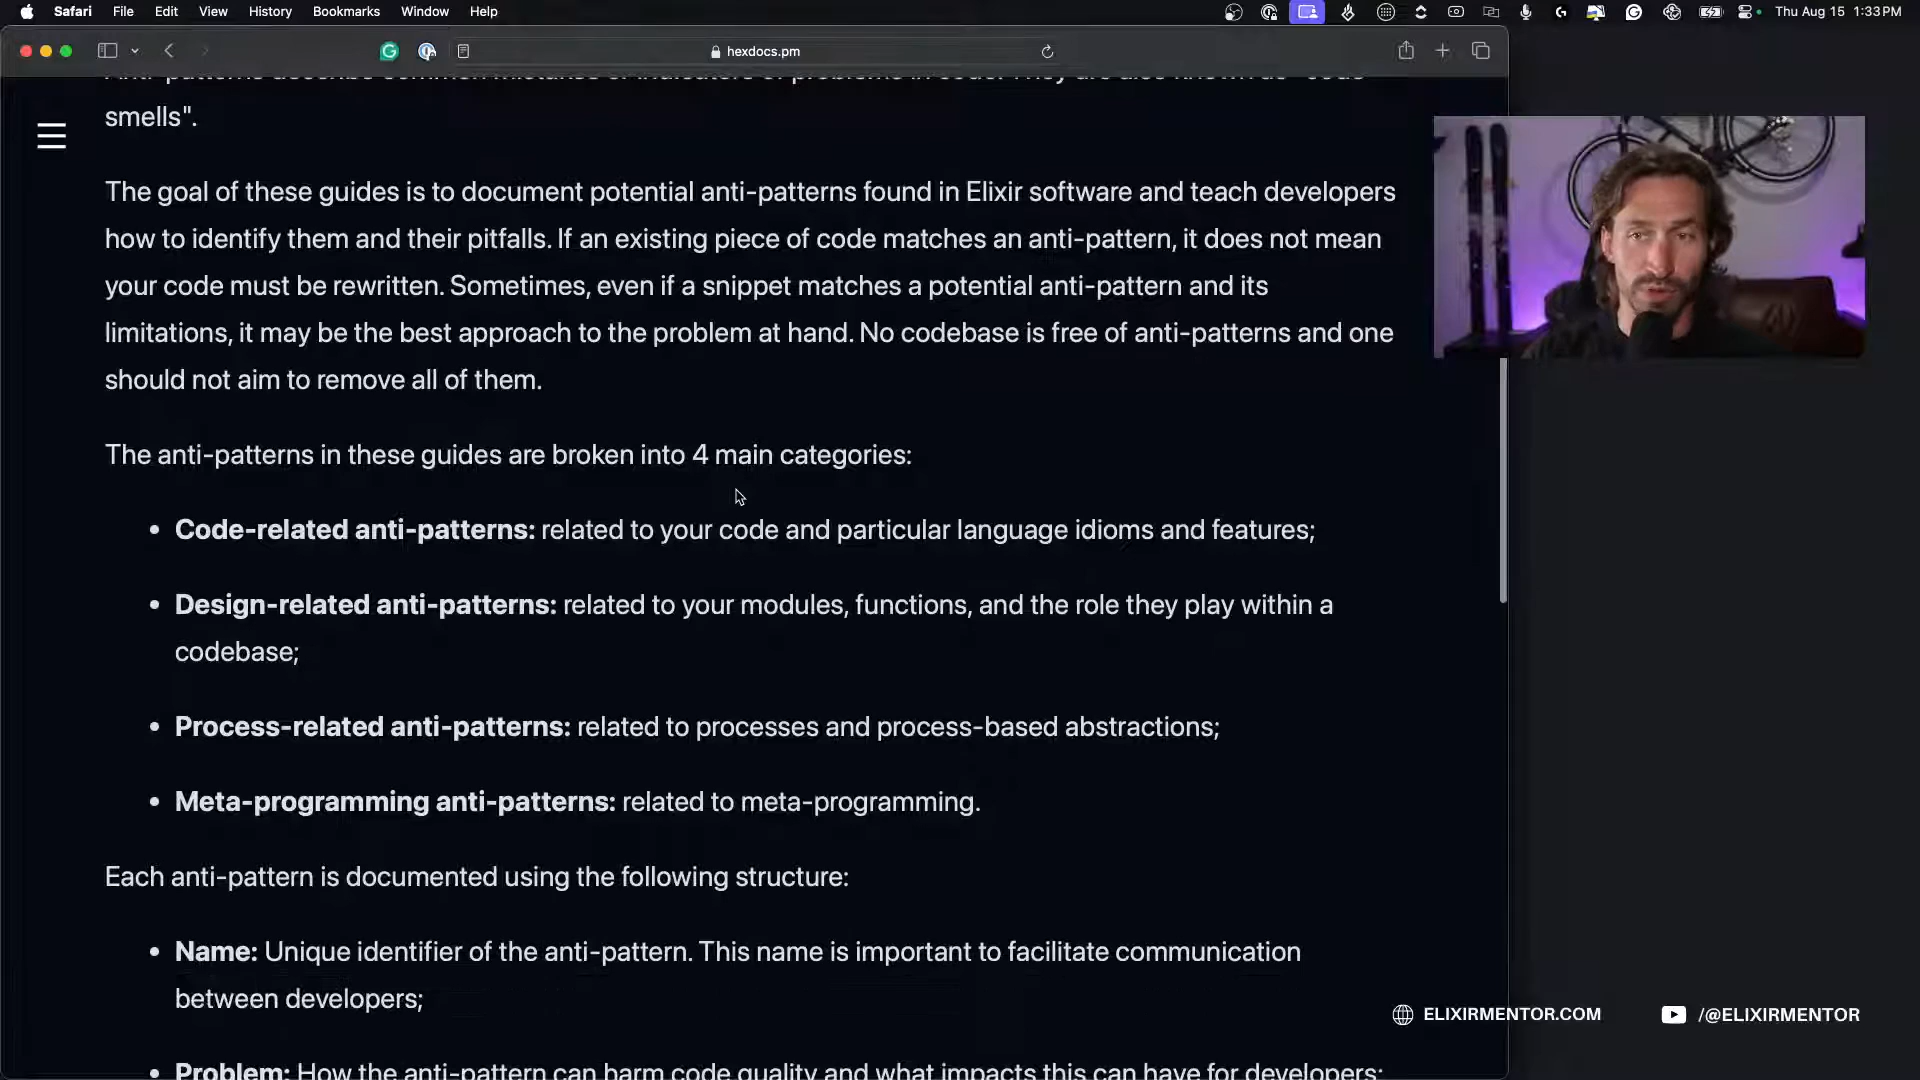 Safari File Edit View History Bookmarks Window Help Thu Aug 15 1:33 PM
hexdocs.pm
smells".
The goal of these guides is to document potential anti-patterns found in Elixir software and teach developers
how to identify them and their pitfalls. If an existing piece of code matches an anti-pattern, it does not mean
your code must be rewritten. Sometimes, even if a snippet matches a potential anti-pattern and its
limitations, it may be the best approach to the problem at hand. No codebase is free of anti-patterns and one
should not aim to remove all of them.
The anti-patterns in these guides are broken into 4 main categories:
• Code-related anti-patterns: related to your code and particular language idioms and features;
• Design-related anti-patterns: related to your modules, functions, and the role they play within a
codebase;
• Process-related anti-patterns: related to processes and process-based abstractions;
• Meta-programming anti-patterns: related to meta-programming.
Each anti-pattern is documented using the following structure:
• Name: Unique identifier of the anti-pattern. This name is important to facilitate communication
between developers;
• Problem: How the anti-pattern can harm code quality and what impacts this can have for developers;
ELIXIRMENTOR.COM
/@ELIXIRMENTOR